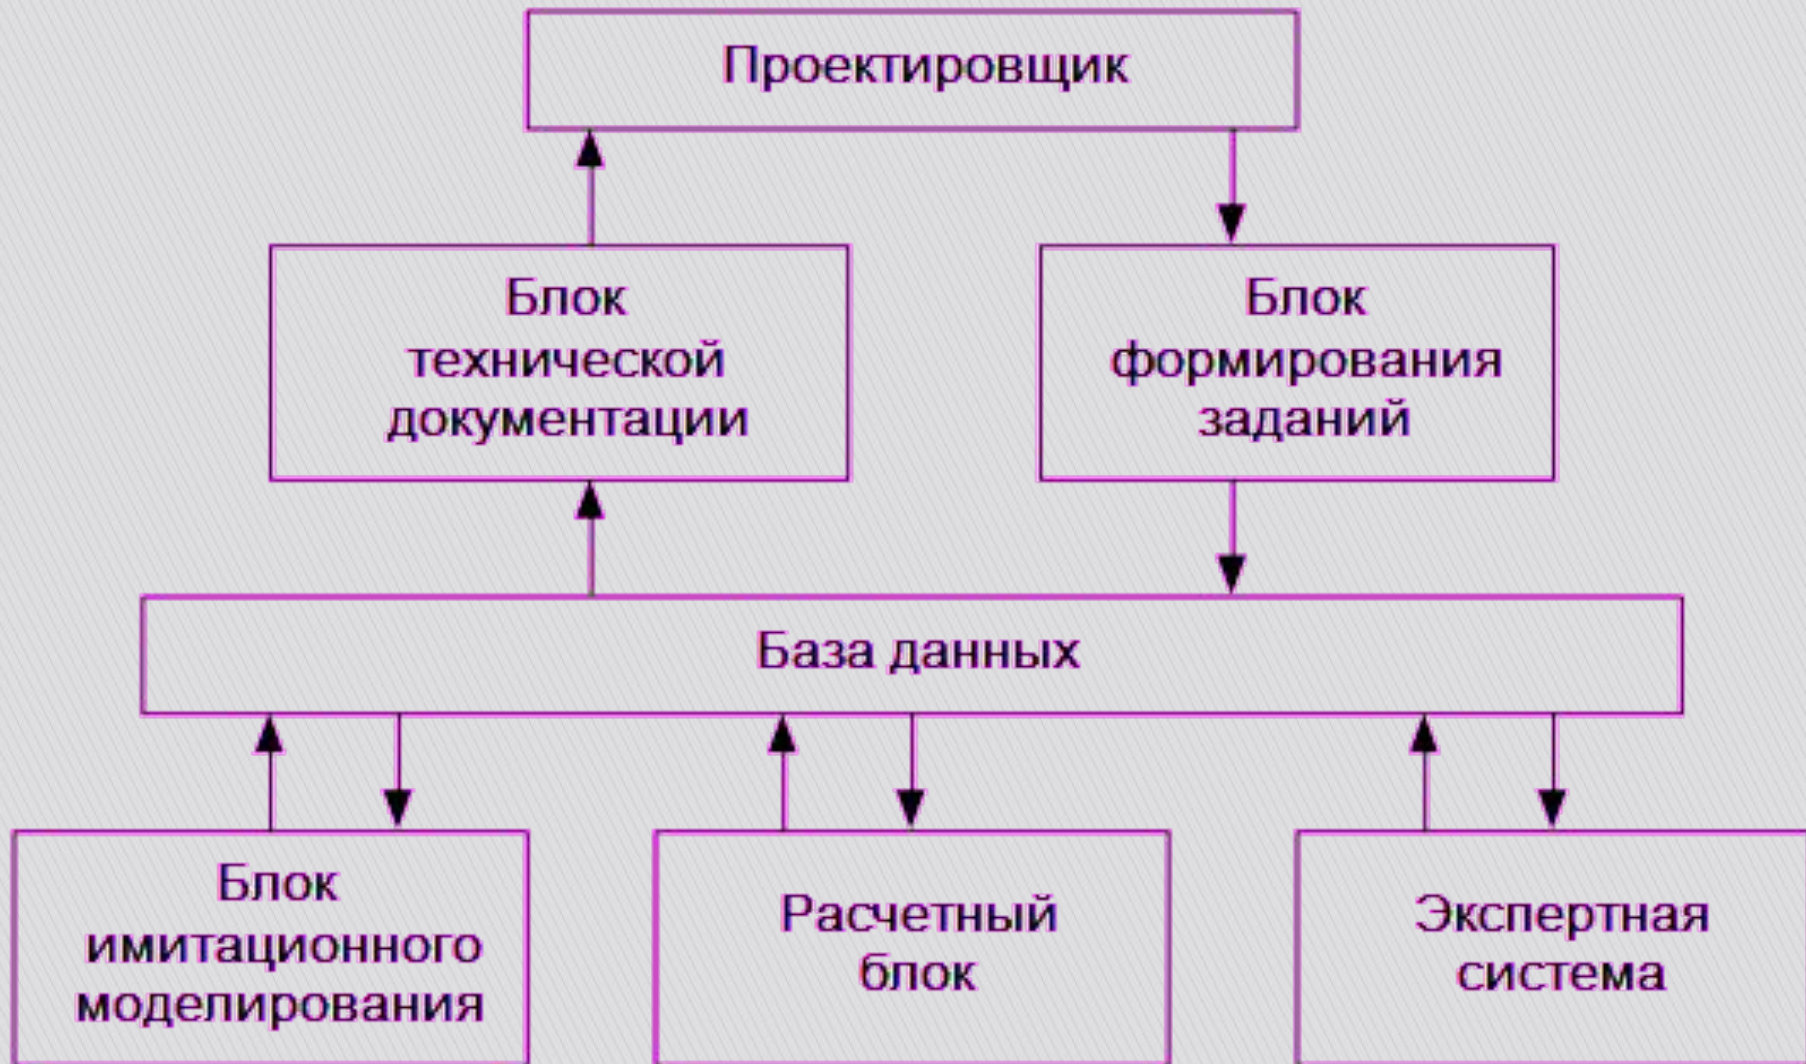 Проектировщик
Блок
технической
документации
Блок
формирования
заданий
База данных
Блок
имитационного
моделирования
Расчетный
блок
Экспертная
система